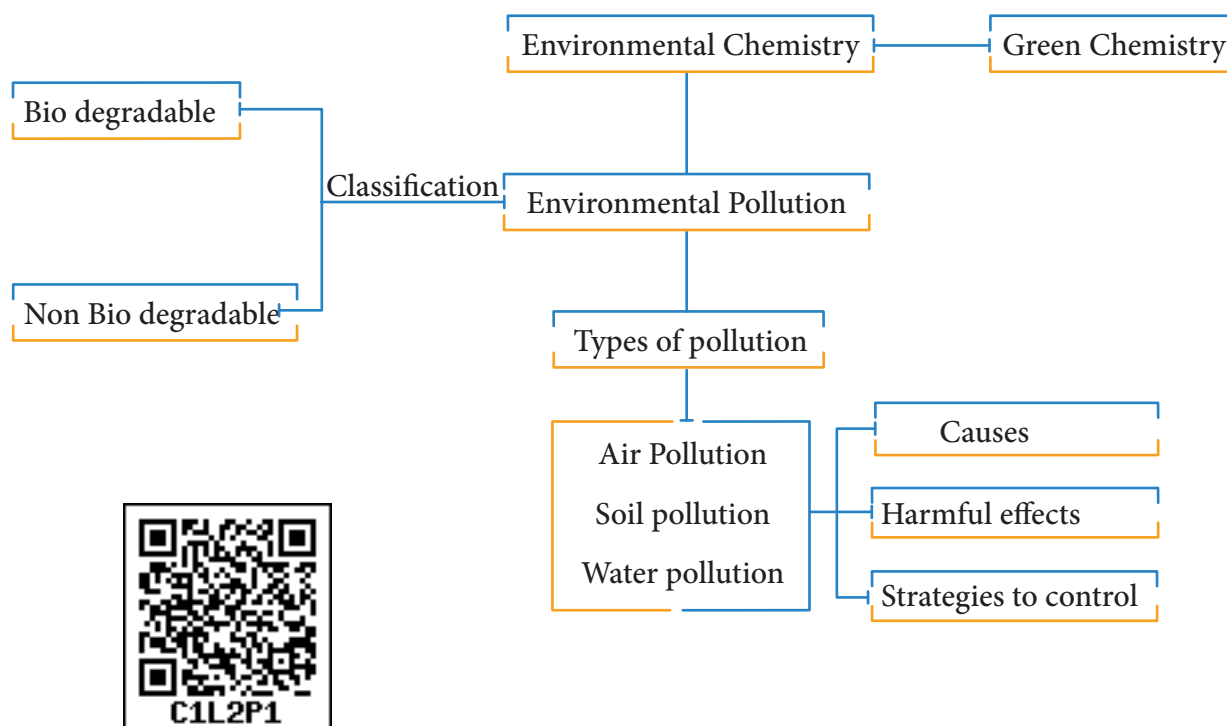 Environmental Chemistry
Green Chemistry
Bio degradable
Classification
Environmental Pollution
Non Bio degradable
Types of pollution
Air Pollution
Soil pollution
Water pollution
Causes
Harmful effects
Strategies to control
C1L2P1